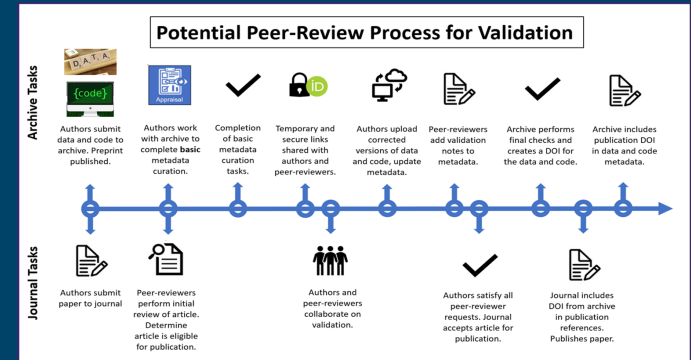 Potential Peer-Review Process for Validation
Archive Tasks
DATA
{code}
Appraisal
iD
Authors submit
data and code to
archive. Preprint
published.
Authors work
with archive to
complete basic
metadata
curation.
Completion
of basic
metadata
curation
tasks.
Temporary and
secure links
shared with
authors and
peer-reviewers.
Authors upload
corrected
versions of data
and code, update
metadata.
Peer-reviewers
add validation
notes to
metadata.
Archive performs
final checks and
creates a DOI for
the data and code.
Archive includes
publication DOI
in data and code
metadata.
Journal Tasks
Authors submit
paper to journal
Peer-reviewers
perform initial
review of article.
Determine
article is eligible
for publication.
Authors and
peer-reviewers
collaborate on
validation.
Authors satisfy all
peer-reviewer
requests. Journal
accepts article for
publication.
Journal includes
DOI from archive
in publication
references.
Publishes paper.